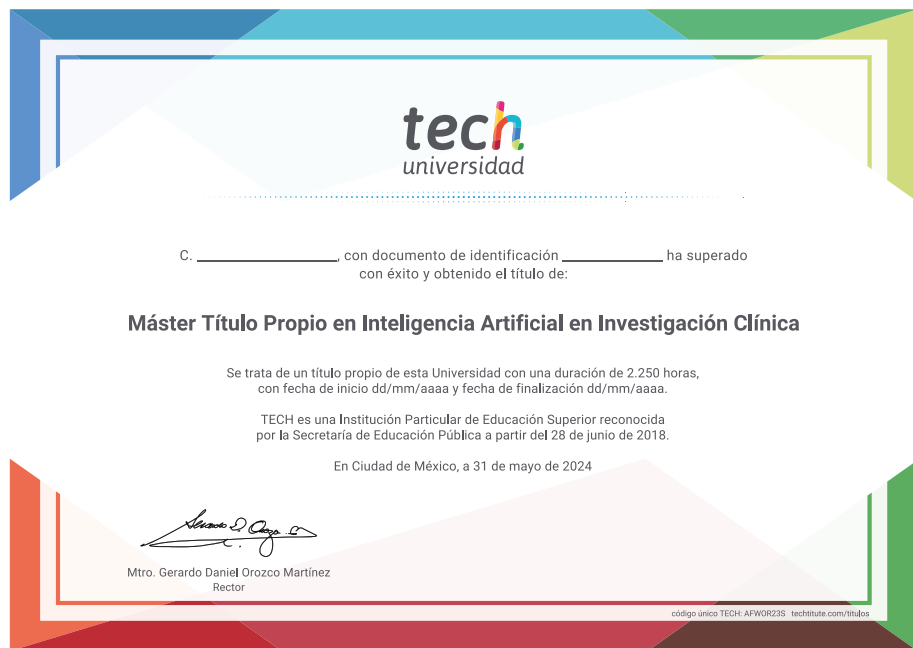 tech
universidad
C. ____________________, con documento de identificación ______________ ha superado
con éxito y obtenido el título de:
Máster Título Propio en Inteligencia Artificial en Investigación Clínica
Se trata de un título propio de esta Universidad con una duración de 2.250 horas,
con fecha de inicio dd/mm/aaaa y fecha de finalización dd/mm/aaaa.
TECH es una Institución Particular de Educación Superior reconocida
por la Secretaría de Educación Pública a partir del 28 de junio de 2018.
En Ciudad de México, a 31 de mayo de 2024
Mtro. Gerardo Daniel Orozco Martínez
Rector
código único TECH: AFWOR23S techtitute.com/titulos